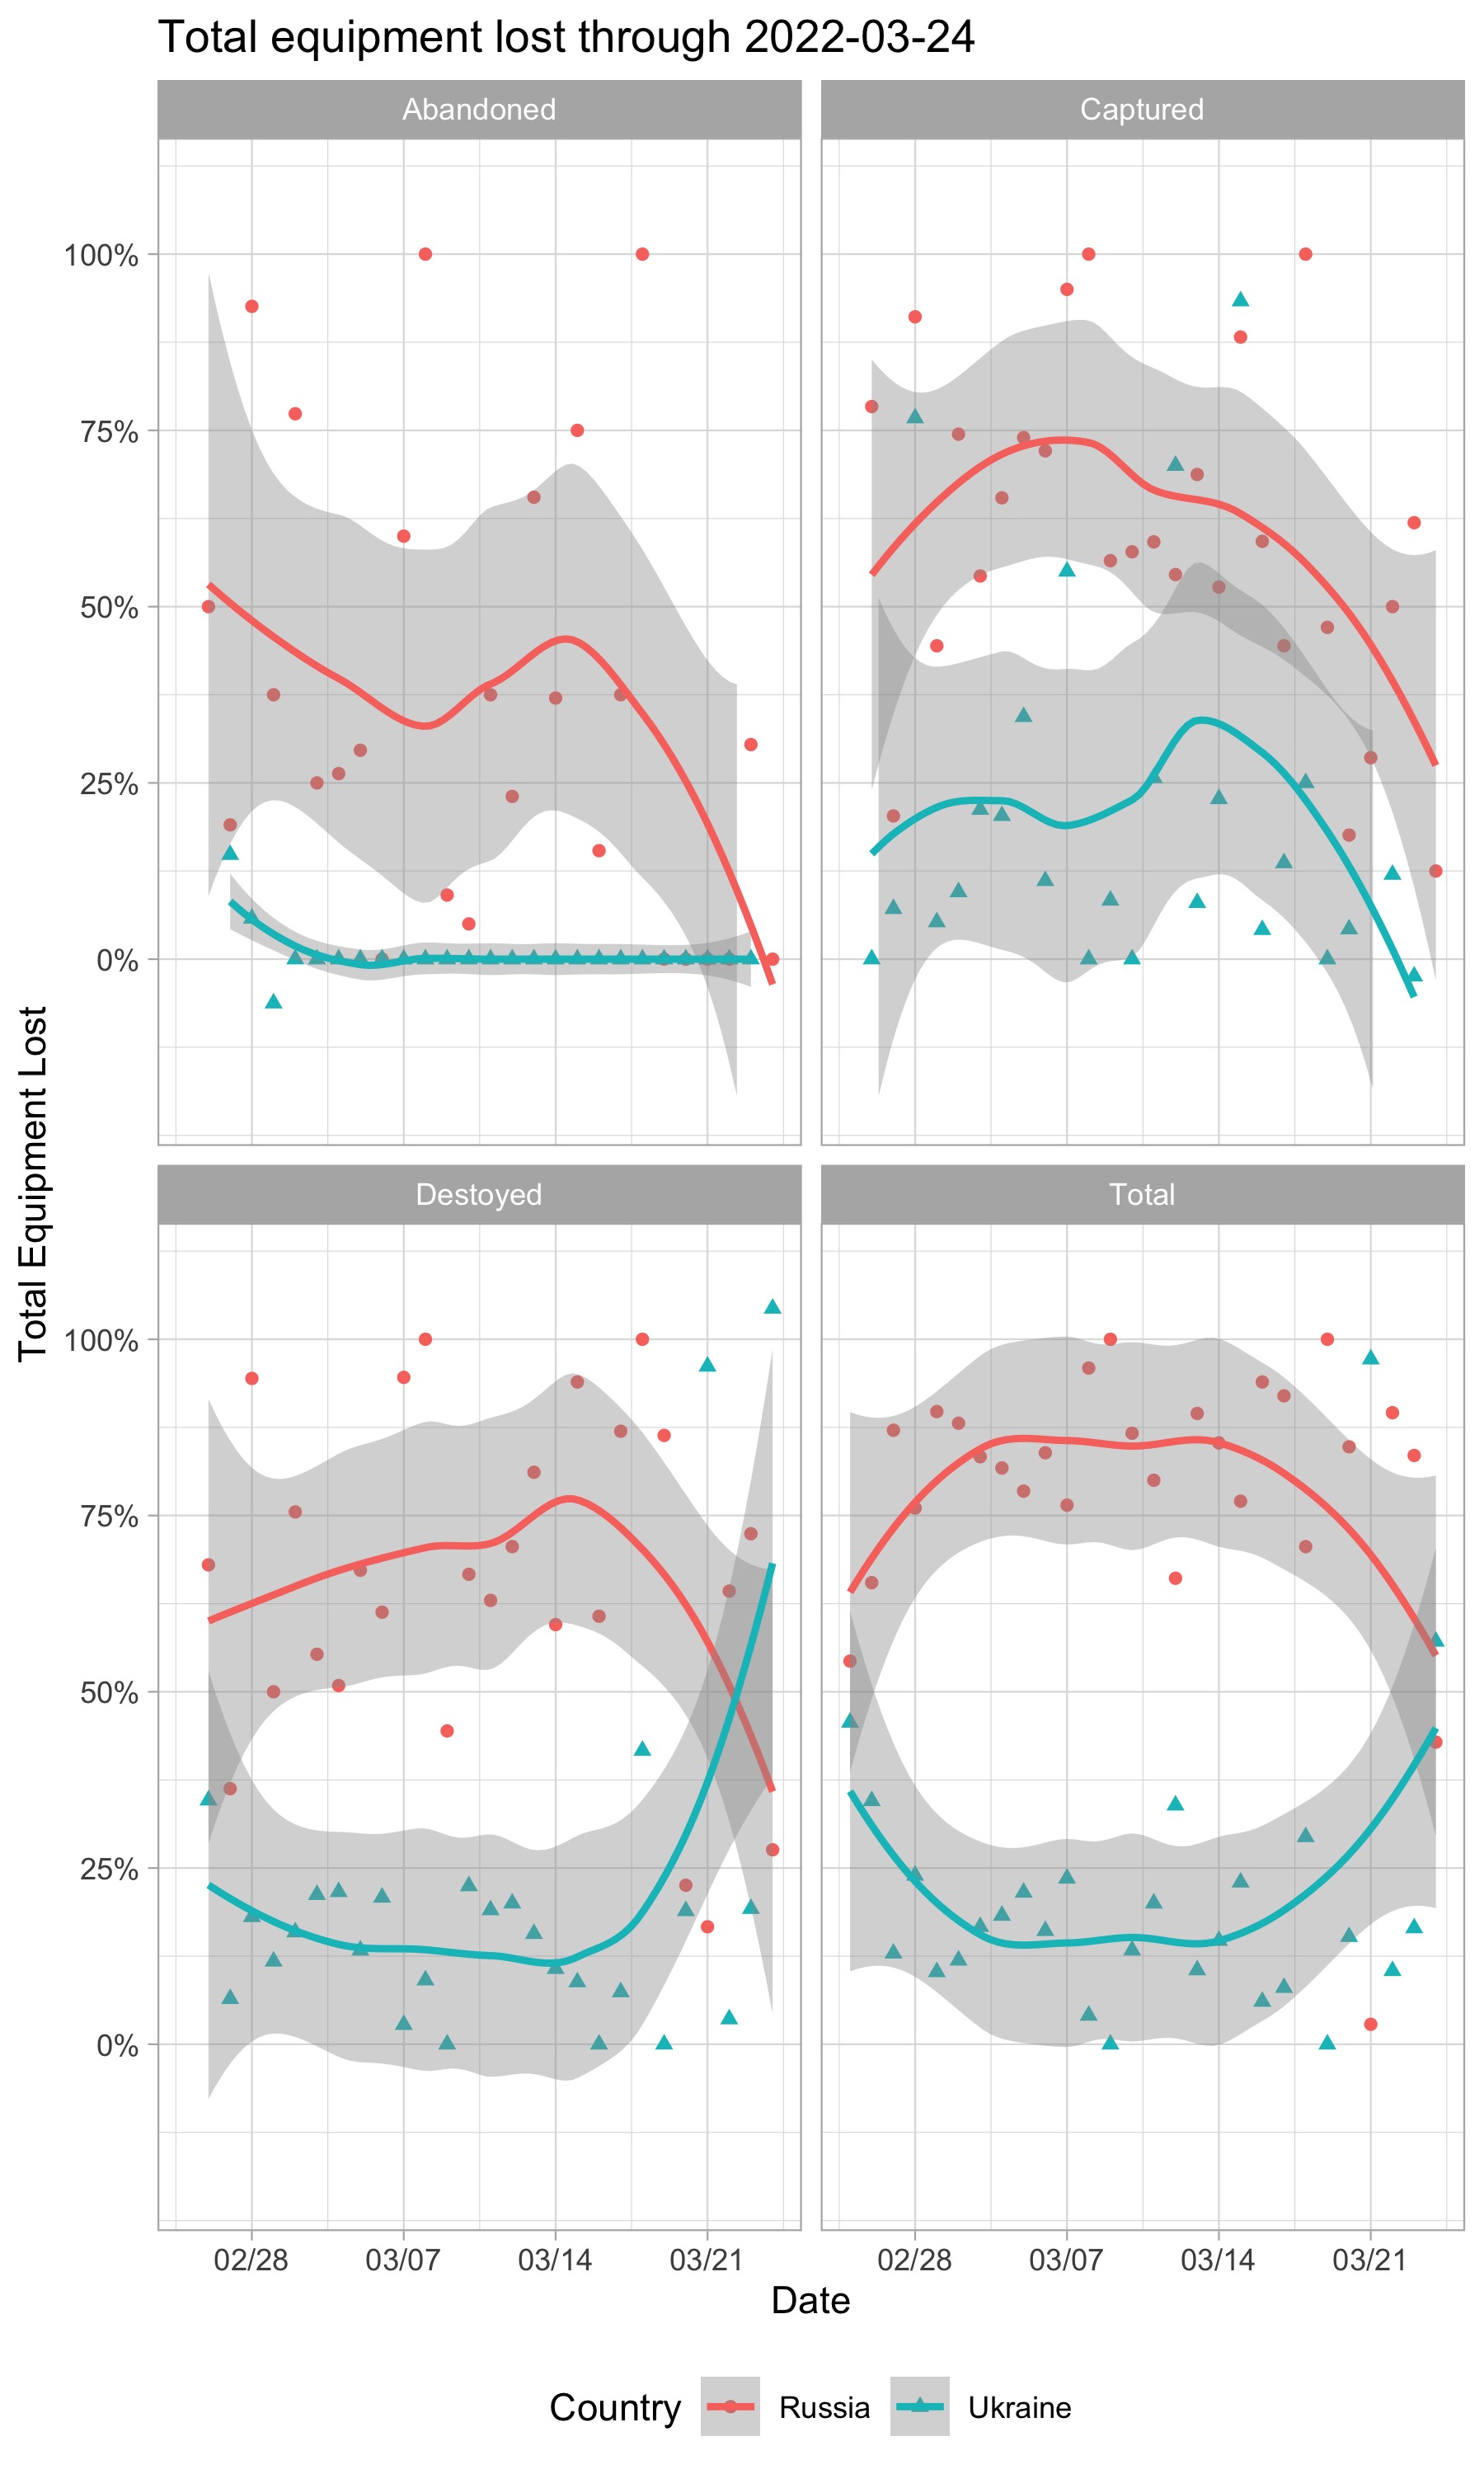 Total equipment lost through 2022-03-24
Abandoned
Captured
100%
75%
50%
25%
0%
Total Equipment Lost
Destoyed
Total
100%
75%
50%
25%
0%
02/28 03/07 03/14 03/21
02/28 03/07 03/14 03/21
Date
Country Russia Ukraine